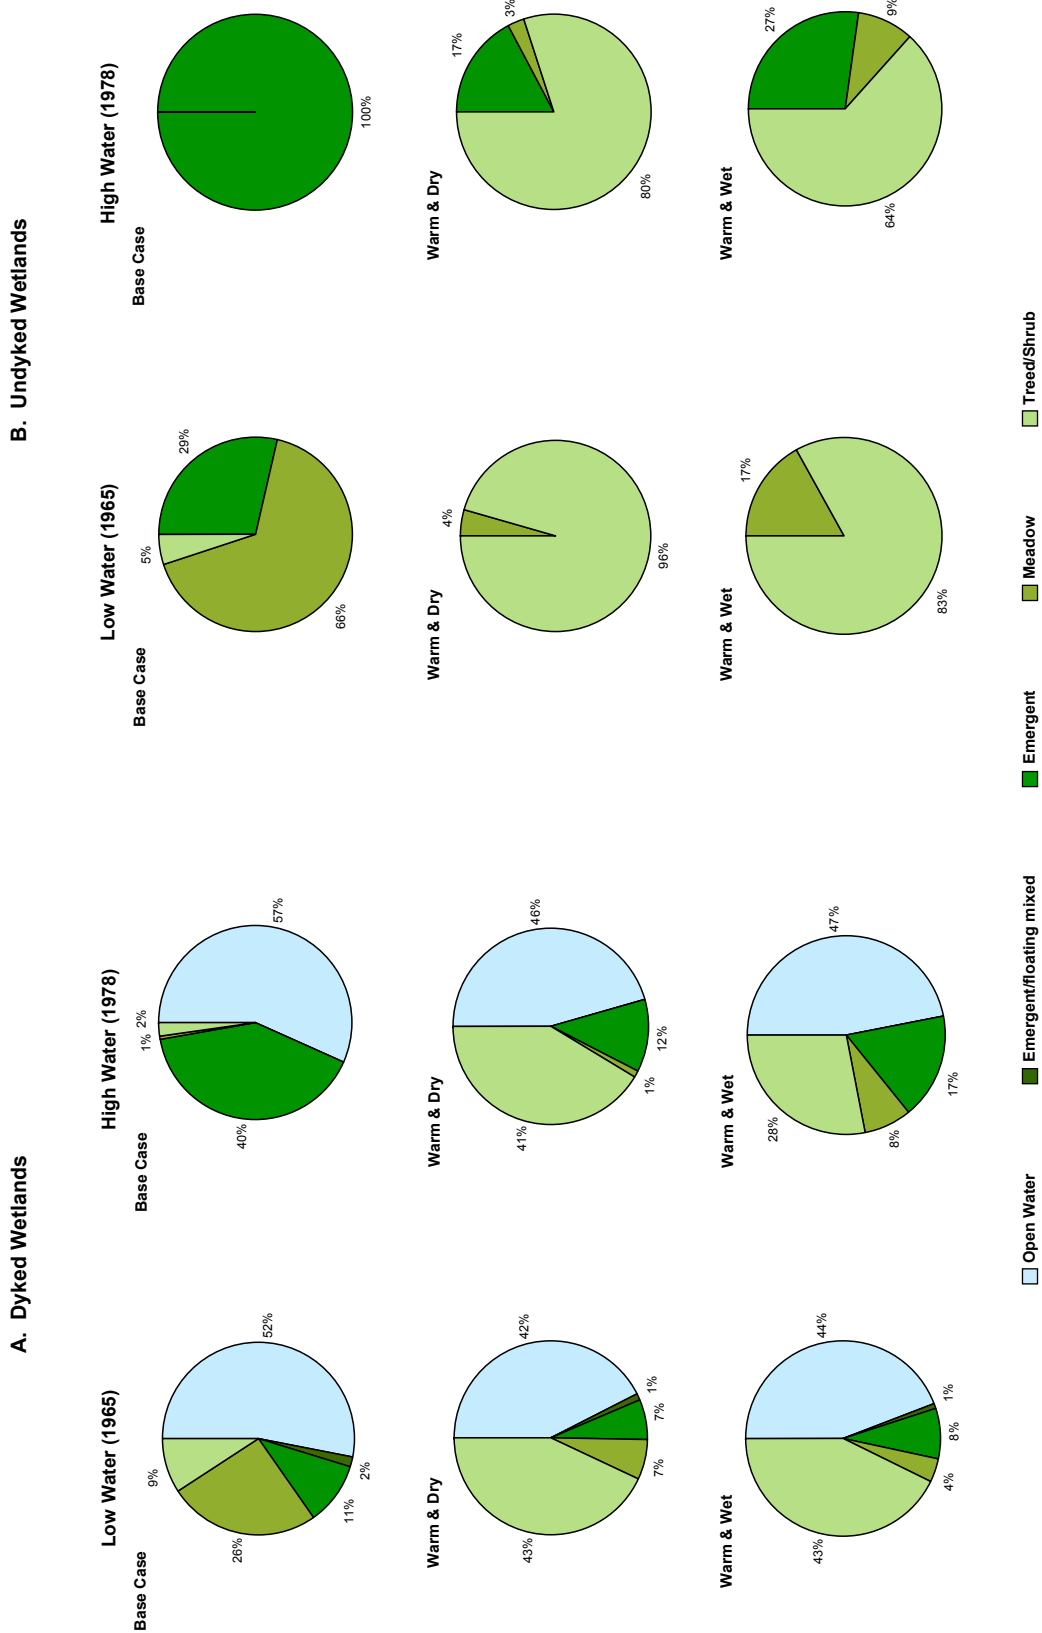 A. Dyked Wetlands
B. Undyked Wetlands
Low Water (1965)
High Water (1978)
Low Water (1965)
High Water (1978)
Base Case
9%
52%
26%
11%
2%
Base Case
1%
2%
57%
40%
Base Case
5%
29%
66%
Base Case
100%
Warm & Dry
42%
43%
7%
7%
1%
Warm & Dry
46%
41%
1%
12%
Warm & Dry
4%
96%
Warm & Dry
17%
3%
80%
Warm & Wet
44%
43%
4%
8%
1%
Warm & Wet
47%
28%
8%
17%
Warm & Wet
17%
83%
Warm & Wet
27%
9%
64%
Open Water
Emergent/floating mixed
Emergent
Meadow
Treed/Shrub